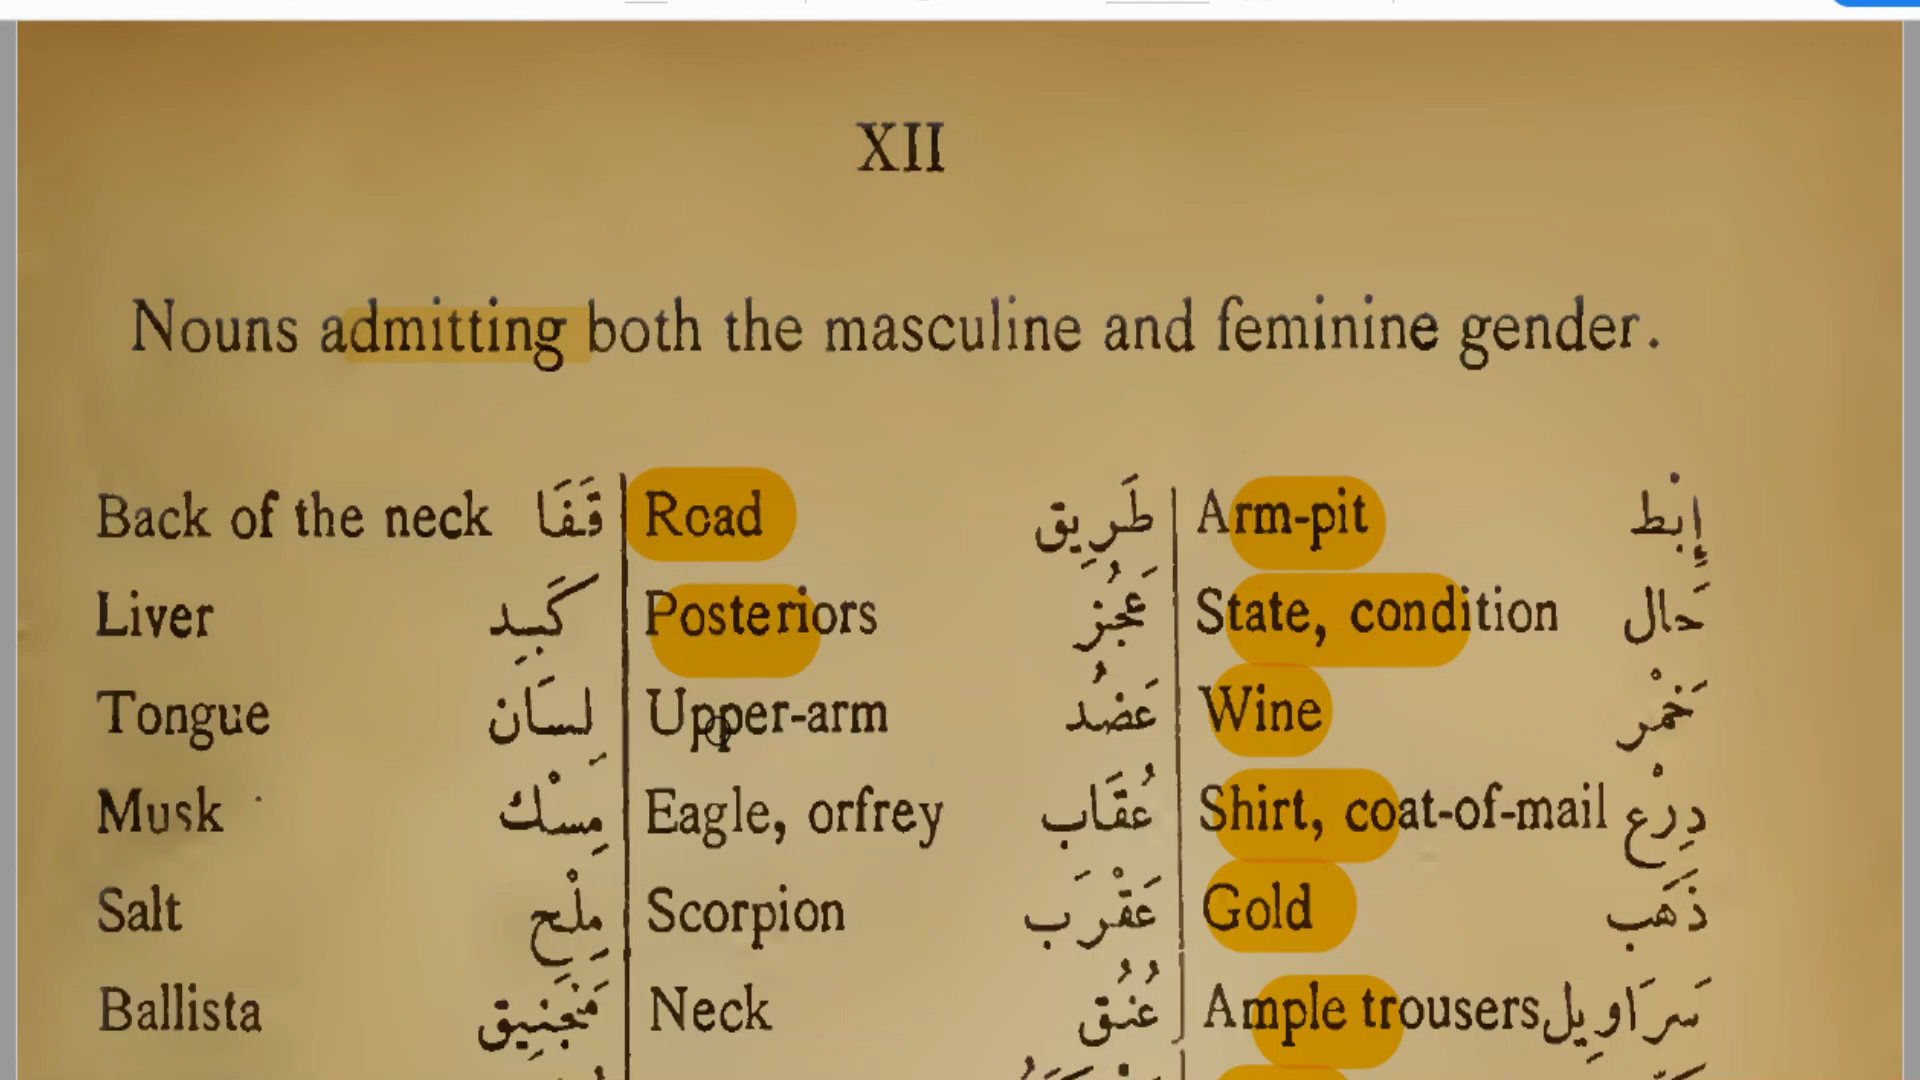 XII
Nouns admitting both the masculine and feminine gender.
Back of the neck قَفَا Road طَرِيق Arm-pit إِبْط
Liver كَبِد Posteriors عَجُز State, condition حَال
Tongue لِسَان Upper-arm عَضُد Wine خَمْر
Musk مِسْك Eagle, orfrey عُقَاب Shirt, coat-of-mail دِرْع
Salt مِلْح Scorpion عَقْرَب Gold ذَهَب
Ballista مَنْجَنِيق Neck عُنُق Ample trousers سَرَاوِيل